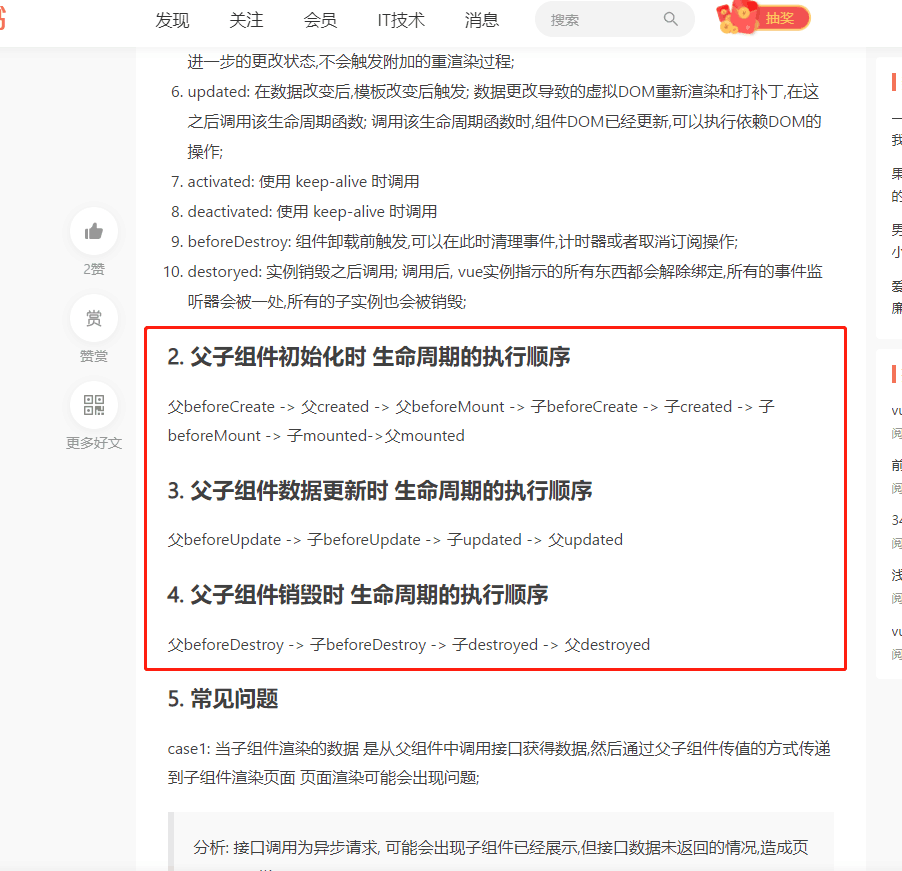 发现 关注 会员 IT技术 消息 搜索 抽奖
进一步的更改状态,不会触发附加的重渲染过程;
6. updated: 在数据改变后,模板改变后触发; 数据更改导致的虚拟DOM重新渲染和打补丁,在这
之后调用该生命周期函数; 调用该生命周期函数时,组件DOM已经更新,可以执行依赖DOM的
操作;
7. activated: 使用 keep-alive 时调用
8. deactivated: 使用 keep-alive 时调用
9. beforeDestroy: 组件卸载前触发,可以在此时清理事件,计时器或者取消订阅操作;
10. destoryed: 实例销毁之后调用; 调用后, vue实例指示的所有东西都会解除绑定,所有的事件监
听器会被一处,所有的子实例也会被销毁;
2赞
赏
赞赏
更多好文
2. 父子组件初始化时 生命周期的执行顺序
父beforeCreate -> 父created -> 父beforeMount -> 子beforeCreate -> 子created -> 子
beforeMount -> 子mounted->父mounted
3. 父子组件数据更新时 生命周期的执行顺序
父beforeUpdate -> 子beforeUpdate -> 子updated -> 父updated
4. 父子组件销毁时 生命周期的执行顺序
父beforeDestroy -> 子beforeDestroy -> 子destroyed -> 父destroyed
5. 常见问题
case1: 当子组件渲染的数据 是从父组件中调用接口获得数据,然后通过父子组件传值的方式传递
到子组件渲染页面 页面渲染可能会出现问题;
分析: 接口调用为异步请求, 可能会出现子组件已经展示,但接口数据未返回的情况,造成页
一
我
果
的
男
小
爱
廉
vu
阅
前
阅
34
阅
浅
阅
vu
阅